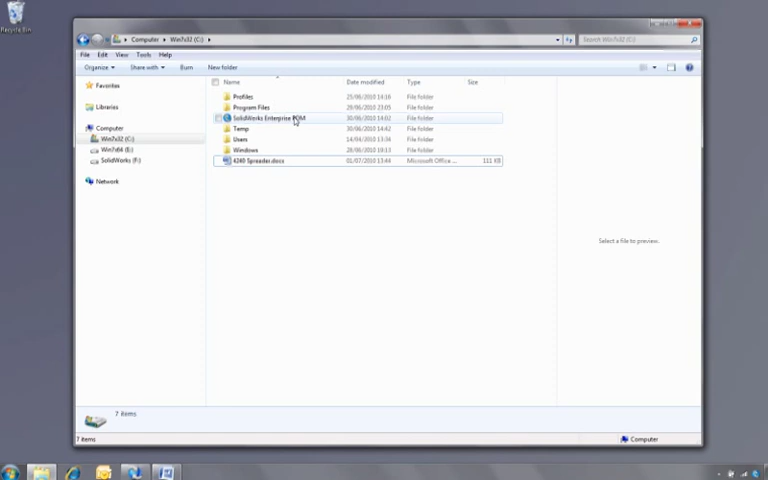 Recycle Bin
Computer ▸ Win7x32 (C:) ▸
Search Win7x32 (C:)
File Edit View Tools Help
Organize Share with Burn New folder
Name Date modified Type Size
Favorites
Libraries
Computer
Win7x32 (C:)
Win7x64 (E:)
SolidWorks (F:)
Network
Profiles 25/06/2010 14:16 File folder
Program Files 29/06/2010 23:05 File folder
SolidWorks Enterprise PDM 30/06/2010 14:02 File folder
Temp 30/06/2010 14:42 File folder
Users 14/04/2010 13:34 File folder
Windows 28/06/2010 19:13 File folder
4240 Spreader.docx 01/07/2010 13:44 Microsoft Office ... 111 KB
Select a file to preview.
7 items
7 items
Computer